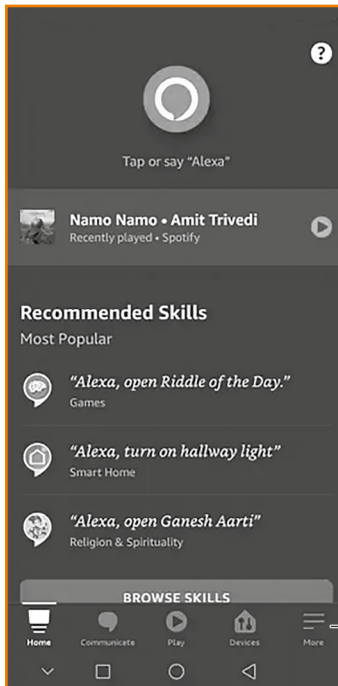 ?
Tap or say “Alexa”
Namo Namo • Amit Trivedi
Recently played • Spotify
Recommended Skills
Most Popular
“Alexa, open Riddle of the Day.”
Games
“Alexa, turn on hallway light”
Smart Home
“Alexa, open Ganesh Aarti”
Religion & Spirituality
BROWSE SKILLS
Home Communicate Play Devices More